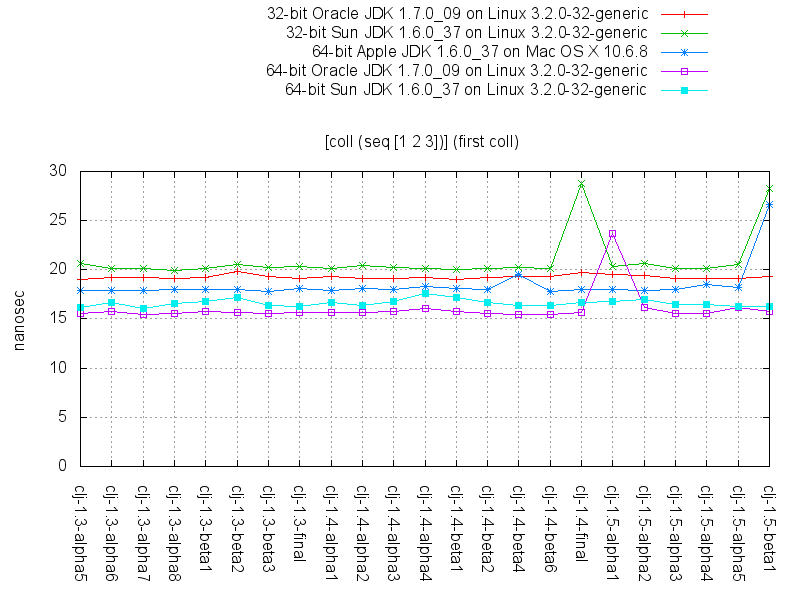 32-bit Oracle JDK 1.7.0_09 on Linux 3.2.0-32-generic
32-bit Sun JDK 1.6.0_37 on Linux 3.2.0-32-generic
64-bit Apple JDK 1.6.0_37 on Mac OS X 10.6.8
64-bit Oracle JDK 1.7.0_09 on Linux 3.2.0-32-generic
64-bit Sun JDK 1.6.0_37 on Linux 3.2.0-32-generic
[coll (seq [1 2 3])] (first coll)
30
25
20
15
10
5
0
nanosec
clj-1.3-alpha5
clj-1.3-alpha6
clj-1.3-alpha7
clj-1.3-alpha8
clj-1.3-beta1
clj-1.3-beta2
clj-1.3-beta3
clj-1.3-final
clj-1.4-alpha1
clj-1.4-alpha2
clj-1.4-alpha3
clj-1.4-alpha4
clj-1.4-beta1
clj-1.4-beta2
clj-1.4-beta4
clj-1.4-beta6
clj-1.4-final
clj-1.5-alpha1
clj-1.5-alpha2
clj-1.5-alpha3
clj-1.5-alpha4
clj-1.5-alpha5
clj-1.5-beta1